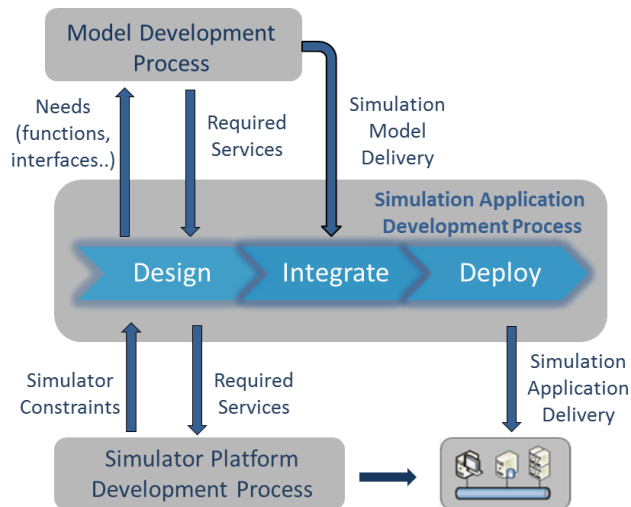 Model Development
Process
Needs
(functions,
interfaces..)
Required
Services
Simulation
Model
Delivery
Simulation Application
Development Process
Design
Integrate
Deploy
Simulator
Constraints
Required
Services
Simulation
Application
Delivery
Simulator Platform
Development Process